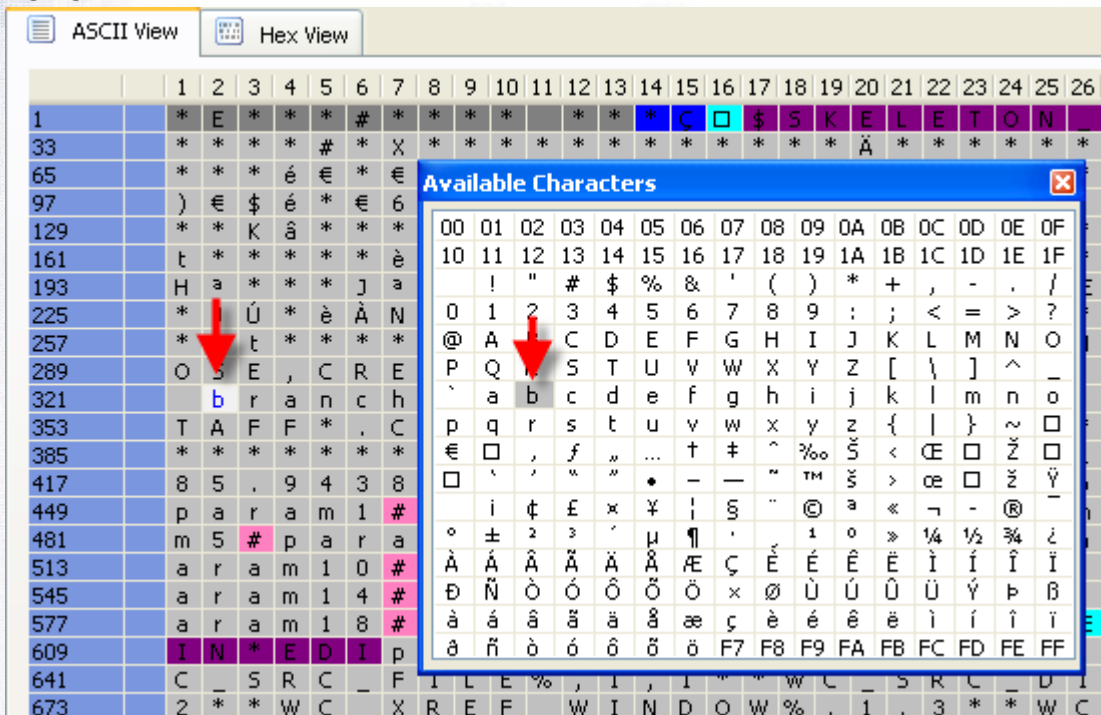 ASCII View Hex View
1 2 3 4 5 6 7 8 9 10 11 12 13 14 15 16 17 18 19 20 21 22 23 24 25 26
1 * E * * * # * * * * * * * Ç □ $ S K E L E T O N _
33 * * * * # * X * * * * * * * * * * * * Ä * * * * * *
65 * * * é € * €
Available Characters
97 ) € $ é * € 6
00 01 02 03 04 05 06 07 08 09 0A 0B 0C 0D 0E 0F
129 * * K â * * *
10 11 12 13 14 15 16 17 18 19 1A 1B 1C 1D 1E 1F
161 t * * * * * è
! " # $ % & ' ( ) * + , - . /
193 H ª * * * J ª
0 1 2 3 4 5 6 7 8 9 : ; < = > ?
225 * Ú * è À N
@ A C D E F G H I J K L M N O
257 * t * * * *
P Q S T U V W X Y Z [ \ ] ^ _
289 O S E , C R E
` a b c d e f g h i j k l m n o
321 b r a n c h
p q r s t u v w x y z { | } ~ □
353 T A F F * . C
€ □ ‚ ƒ „ … † ‡ ˆ ‰ Š ‹ Œ □ Ž □
385 * * * * * * *
□ ‘ ’ “ ” • – — ˜ ™ š › œ □ ž Ÿ
417 8 5 . 9 4 3 8
¡ ¢ £ ¤ ¥ ¦ § ¨ © ª « ¬ - ® ¯
449 p a r a m 1 #
° ± ² ³ ´ µ ¶ · ¸ ¹ º » ¼ ½ ¾ ¿
481 m 5 # p a r a
À Á Â Ã Ä Å Æ Ç È É Ê Ë Ì Í Î Ï
513 a r a m 1 0 #
Ð Ñ Ò Ó Ô Õ Ö × Ø Ù Ú Û Ü Ý Þ ß
545 a r a m 1 4 #
à á â ã ä å æ ç è é ê ë ì í î ï
577 a r a m 1 8 #
ð ñ ò ó ô õ ö F7 F8 F9 FA FB FC FD FE FF
609 I N * E D I p
641 C _ S R C _ F I L E % , 1 , 1 * * W C _ S R C _ D I
673 2 * * W C _ X R E F _ W I N D O W % , 1 , 3 * * W C